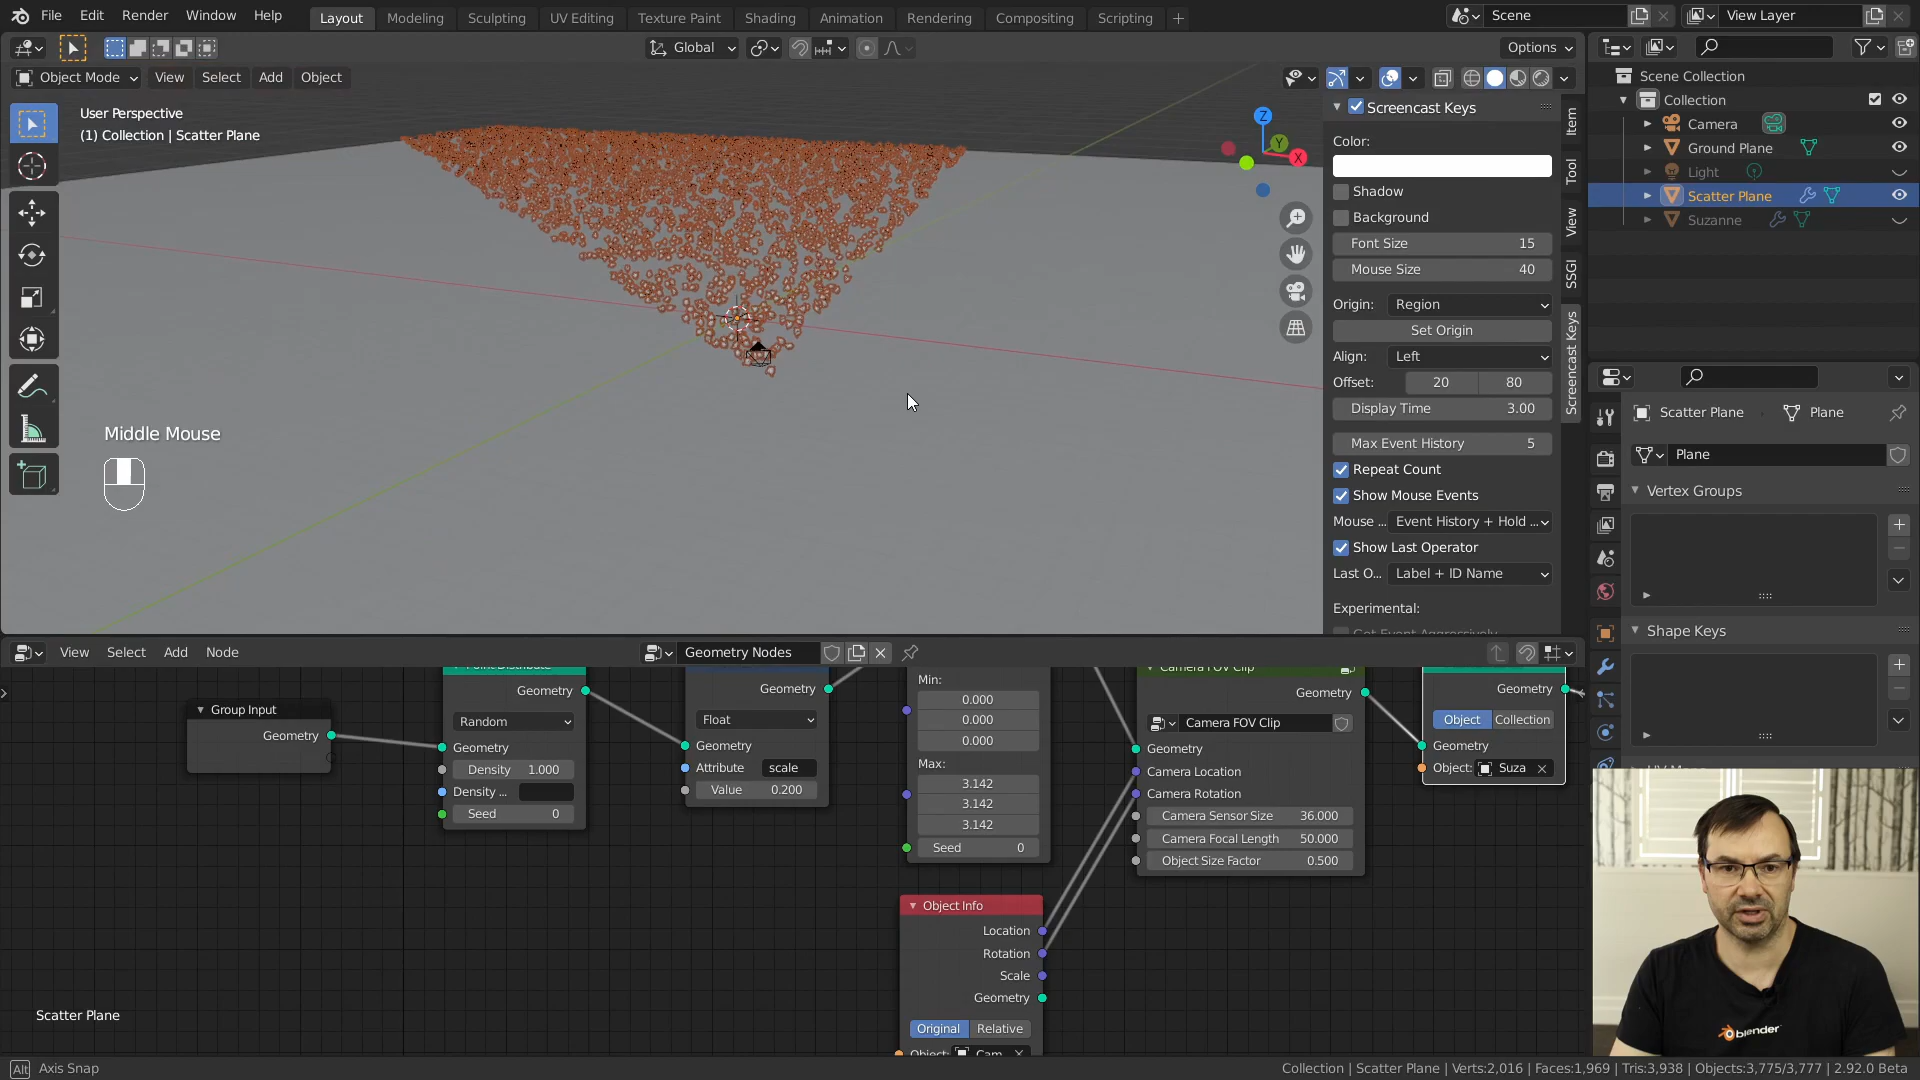 File Edit Render Window Help
Layout Modeling Sculpting UV Editing Texture Paint Shading Animation Rendering Compositing Scripting
Scene
View Layer
Global
Options
Object Mode View Select Add Object
User Perspective
(1) Collection | Scatter Plane
Middle Mouse
Z
Y
X
Screencast Keys
Color:
Shadow
Background
Font Size 15
Mouse Size 40
Origin: Region
Set Origin
Align: Left
Offset: 20 80
Display Time 3.00
Max Event History 5
Repeat Count
Show Mouse Events
Mouse ... Event History + Hold ...
Show Last Operator
Last O... Label + ID Name
Experimental:
Item
Tool
View
SSGI
Screencast Keys
Scene Collection
Collection
Camera
Ground Plane
Light
Scatter Plane
Suzanne
Scatter Plane Plane
Plane
Vertex Groups
Shape Keys
View Select Add Node
Geometry Nodes
Group Input
Geometry
Point Distribute
Geometry
Random
Geometry
Density 1.000
Density ...
Seed 0
Geometry
Float
Geometry
Attribute scale
Value 0.200
Min:
0.000
0.000
0.000
Max:
3.142
3.142
3.142
Seed 0
Camera FOV Clip
Geometry
Camera FOV Clip
Geometry
Camera Location
Camera Rotation
Camera Sensor Size 36.000
Camera Focal Length 50.000
Object Size Factor 0.500
Geometry
Object Collection
Geometry
Object: Suza
Object Info
Location
Rotation
Scale
Geometry
Original Relative
Object: Cam
Scatter Plane
blender
Alt Axis Snap
Collection | Scatter Plane | Verts:2,016 | Faces:1,969 | Tris:3,938 | Objects:3,775/3,777 | 2.92.0 Beta